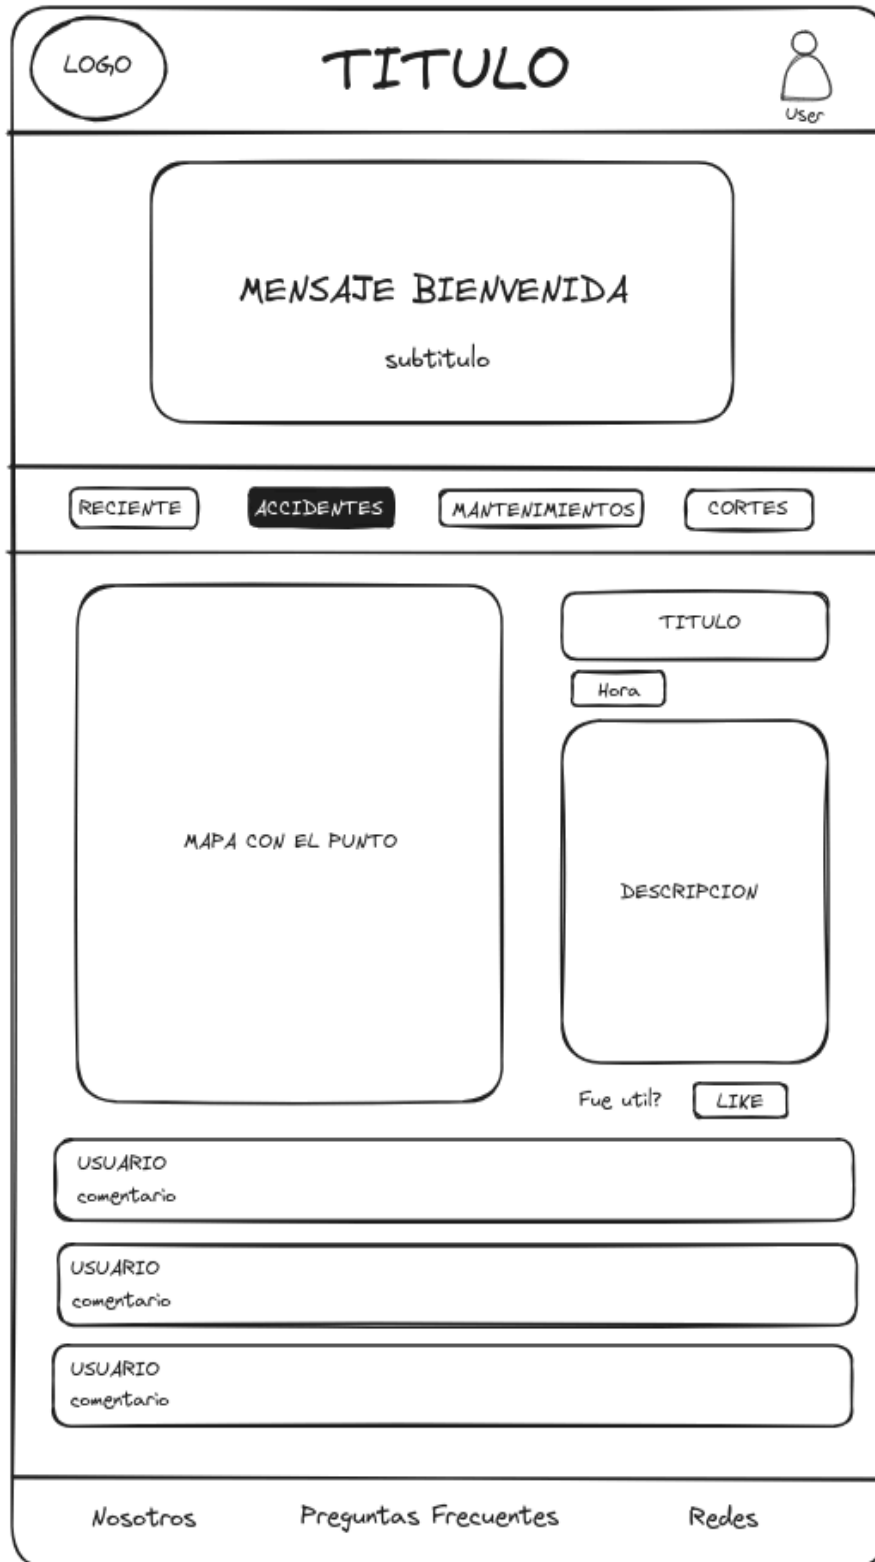 LOGO
TITULO
User
MENSAJE BIENVENIDA
subtitulo
RECIENTE
ACCIDENTES
MANTENIMIENTOS
CORTES
TITULO
Hora
MAPA CON EL PUNTO
DESCRIPCION
Fue util?
LIKE
USUARIO
comentario
USUARIO
comentario
USUARIO
comentario
Nosotros
Preguntas Frecuentes
Redes